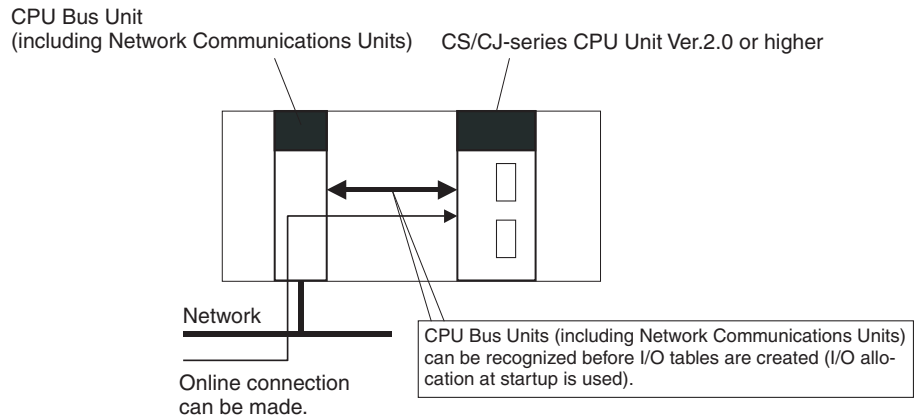 CPU Bus Unit
(including Network Communications Units)
CS/CJ-series CPU Unit Ver.2.0 or higher
Network
Online connection
can be made.
CPU Bus Units (including Network Communications Units)
can be recognized before I/O tables are created (I/O allo-
cation at startup is used).